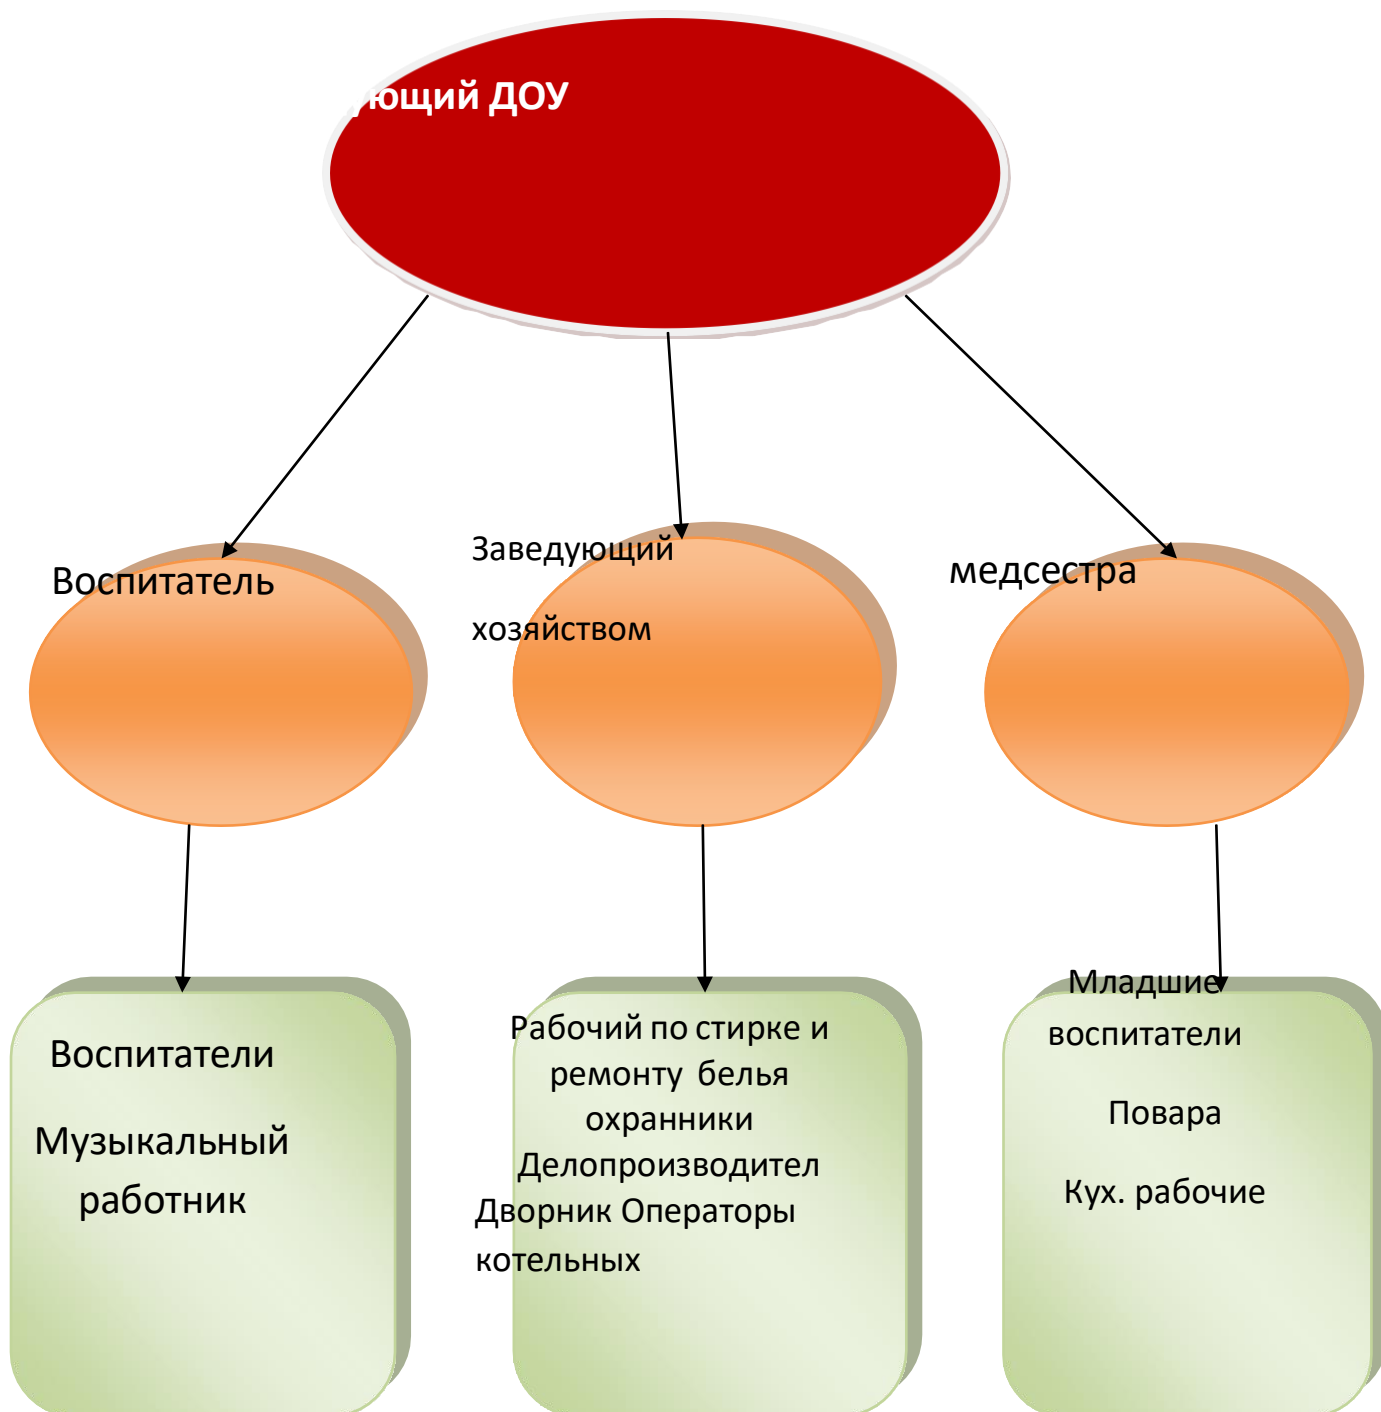 ующий ДОУ
Воспитатель
Заведующий
хозяйством
медсестра
Воспитатели
Музыкальный
работник
Рабочий по стирке и
ремонту белья
охранники
Делопроизводител
Дворник Операторы
котельных
Младшие
воспитатели
Повара
Кух. рабочие